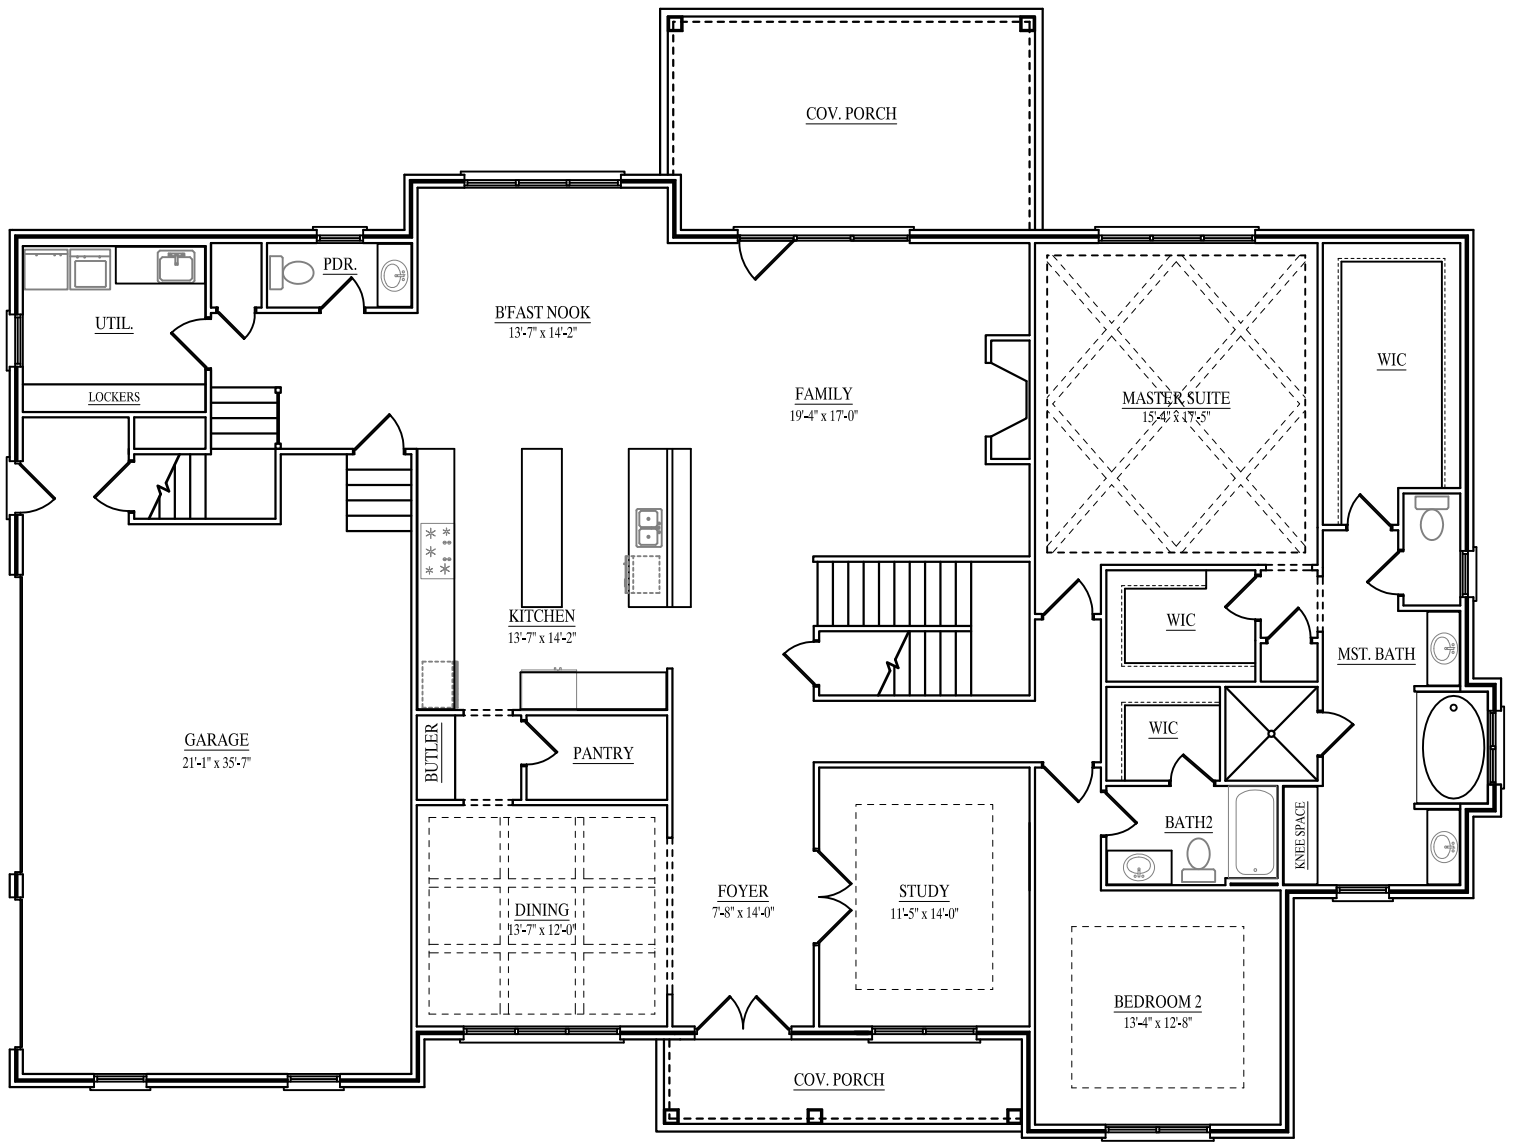 COV. PORCH
PDR.
UTIL.
LOCKERS
B'FAST NOOK
13'-7" x 14'-2"
FAMILY
19'-4" x 17'-0"
MASTER SUITE
15'-4" x 17'-5"
WIC
KITCHEN
13'-7" x 14'-2"
WIC
MST. BATH
GARAGE
21'-1" x 35'-7"
BUTLER
PANTRY
WIC
BATH2
KNEE SPACE
DINING
13'-7" x 12'-0"
FOYER
7'-8" x 14'-0"
STUDY
11'-5" x 14'-0"
BEDROOM 2
13'-4" x 12'-8"
COV. PORCH